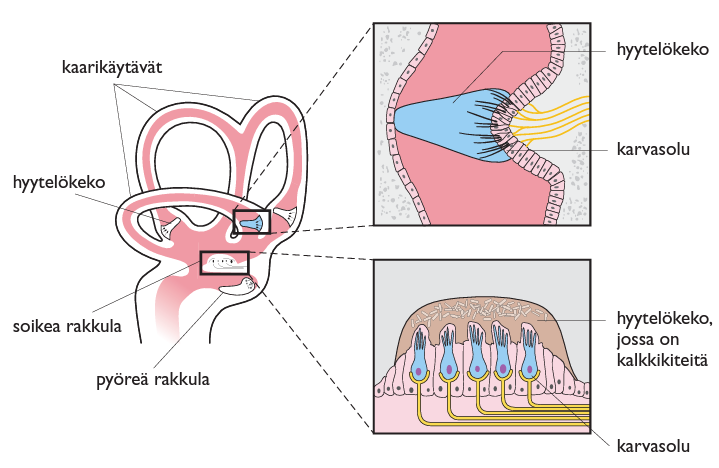 kaarikäytävät
hyytelökeko
soikea rakkula
pyöreä rakkula
hyytelökeko
karvasolu
hyytelökeko,
jossa on
kalkkikiteitä
karvasolu